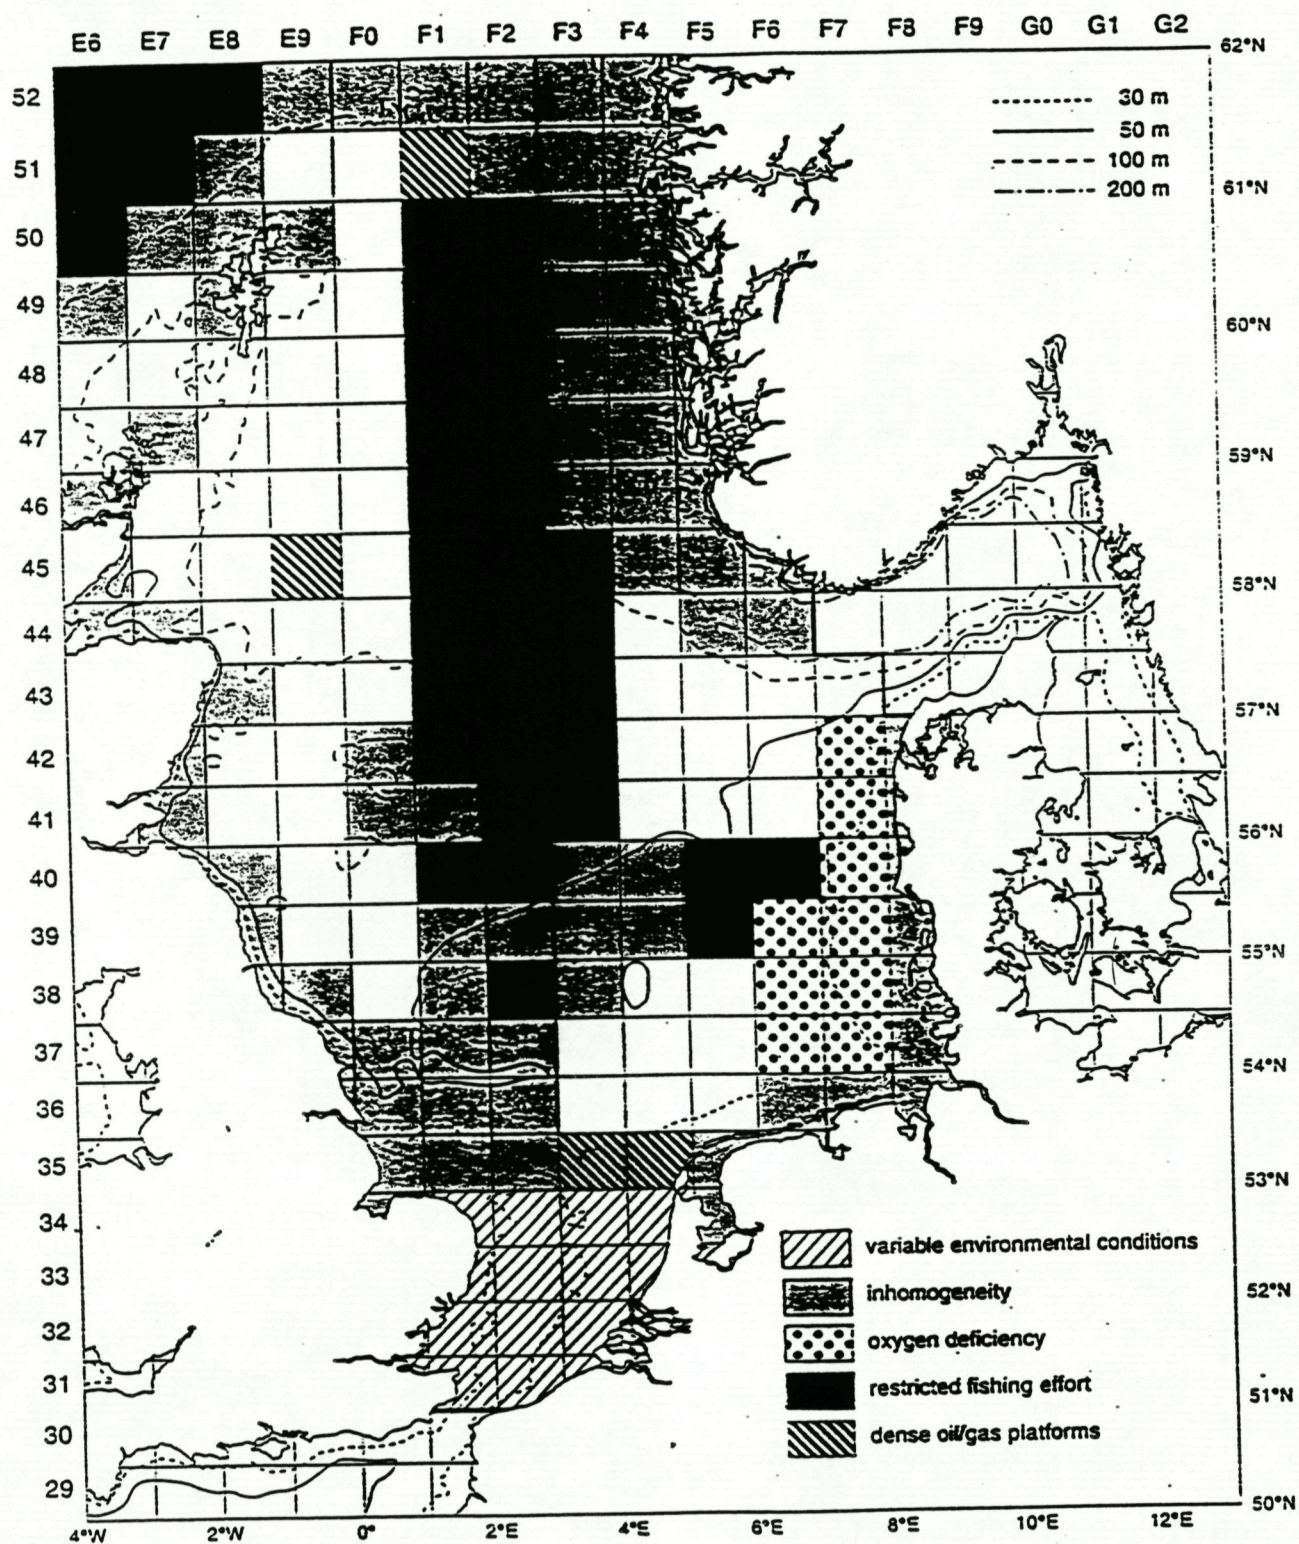 E6 E7 E8 E9 F0 F1 F2 F3 F4 F5 F6 F7 F8 F9 G0 G1 G2
62°N
52
30 m
50 m
51
100 m
200 m
61°N
50
49
60°N
48
47
59°N
46
45
58°N
44
43
57°N
42
41
56°N
40
39
55°N
38
37
54°N
36
35
53°N
34
variable environmental conditions
33
inhomogeneity
52°N
32
oxygen deficiency
31
restricted fishing effort
51°N
30
dense oil/gas platforms
29
50°N
4°W 2°W 0° 2°E 4°E 6°E 8°E 10°E 12°E